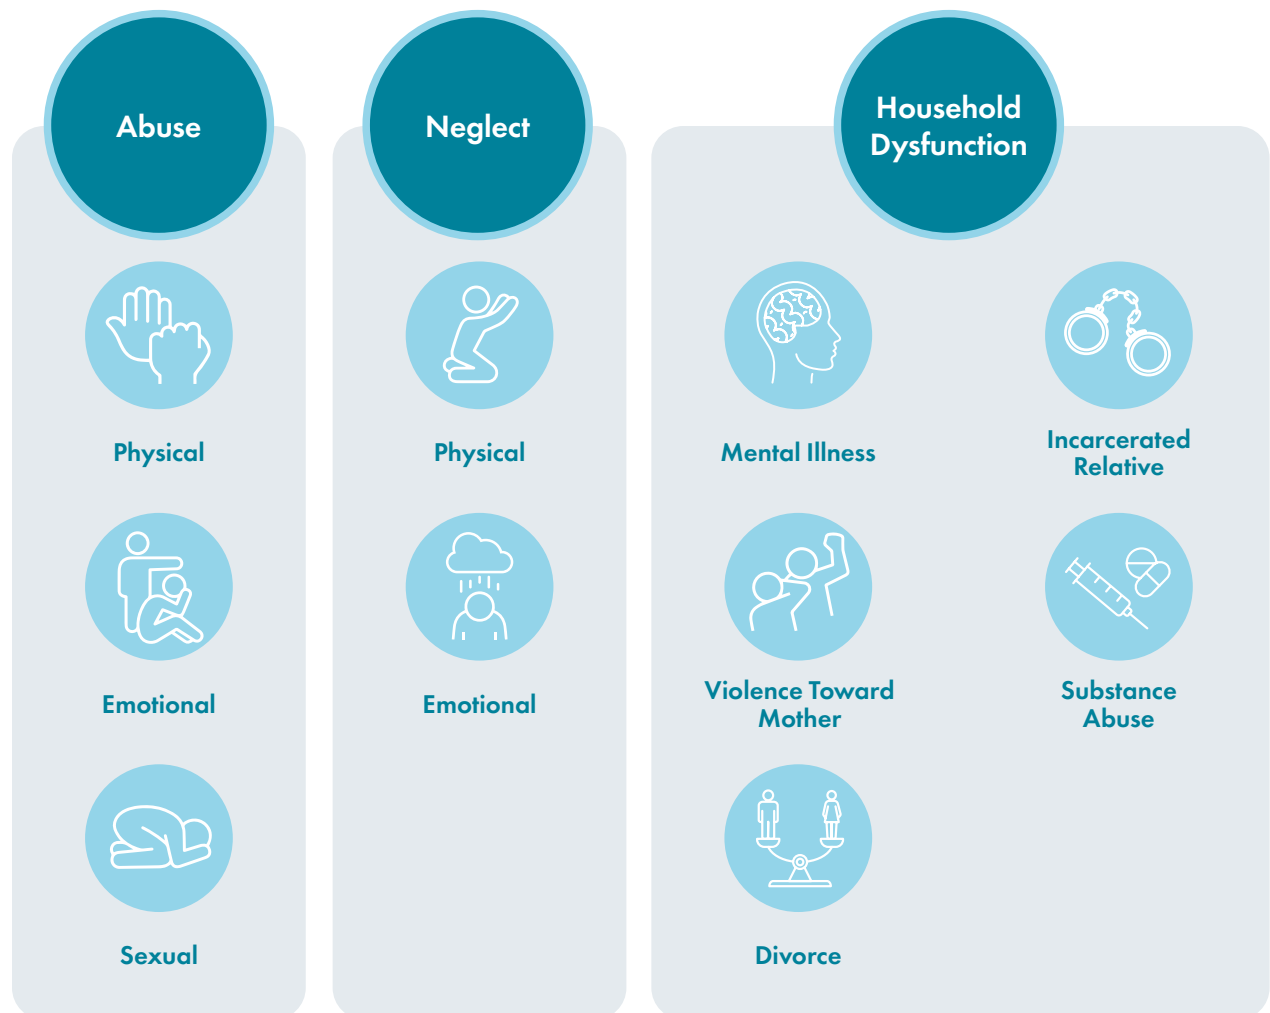 Abuse
Physical
Emotional
Sexual
Neglect
Physical
Emotional
Household
Dysfunction
Mental Illness
Incarcerated
Relative
Violence Toward
Mother
Substance
Abuse
Divorce